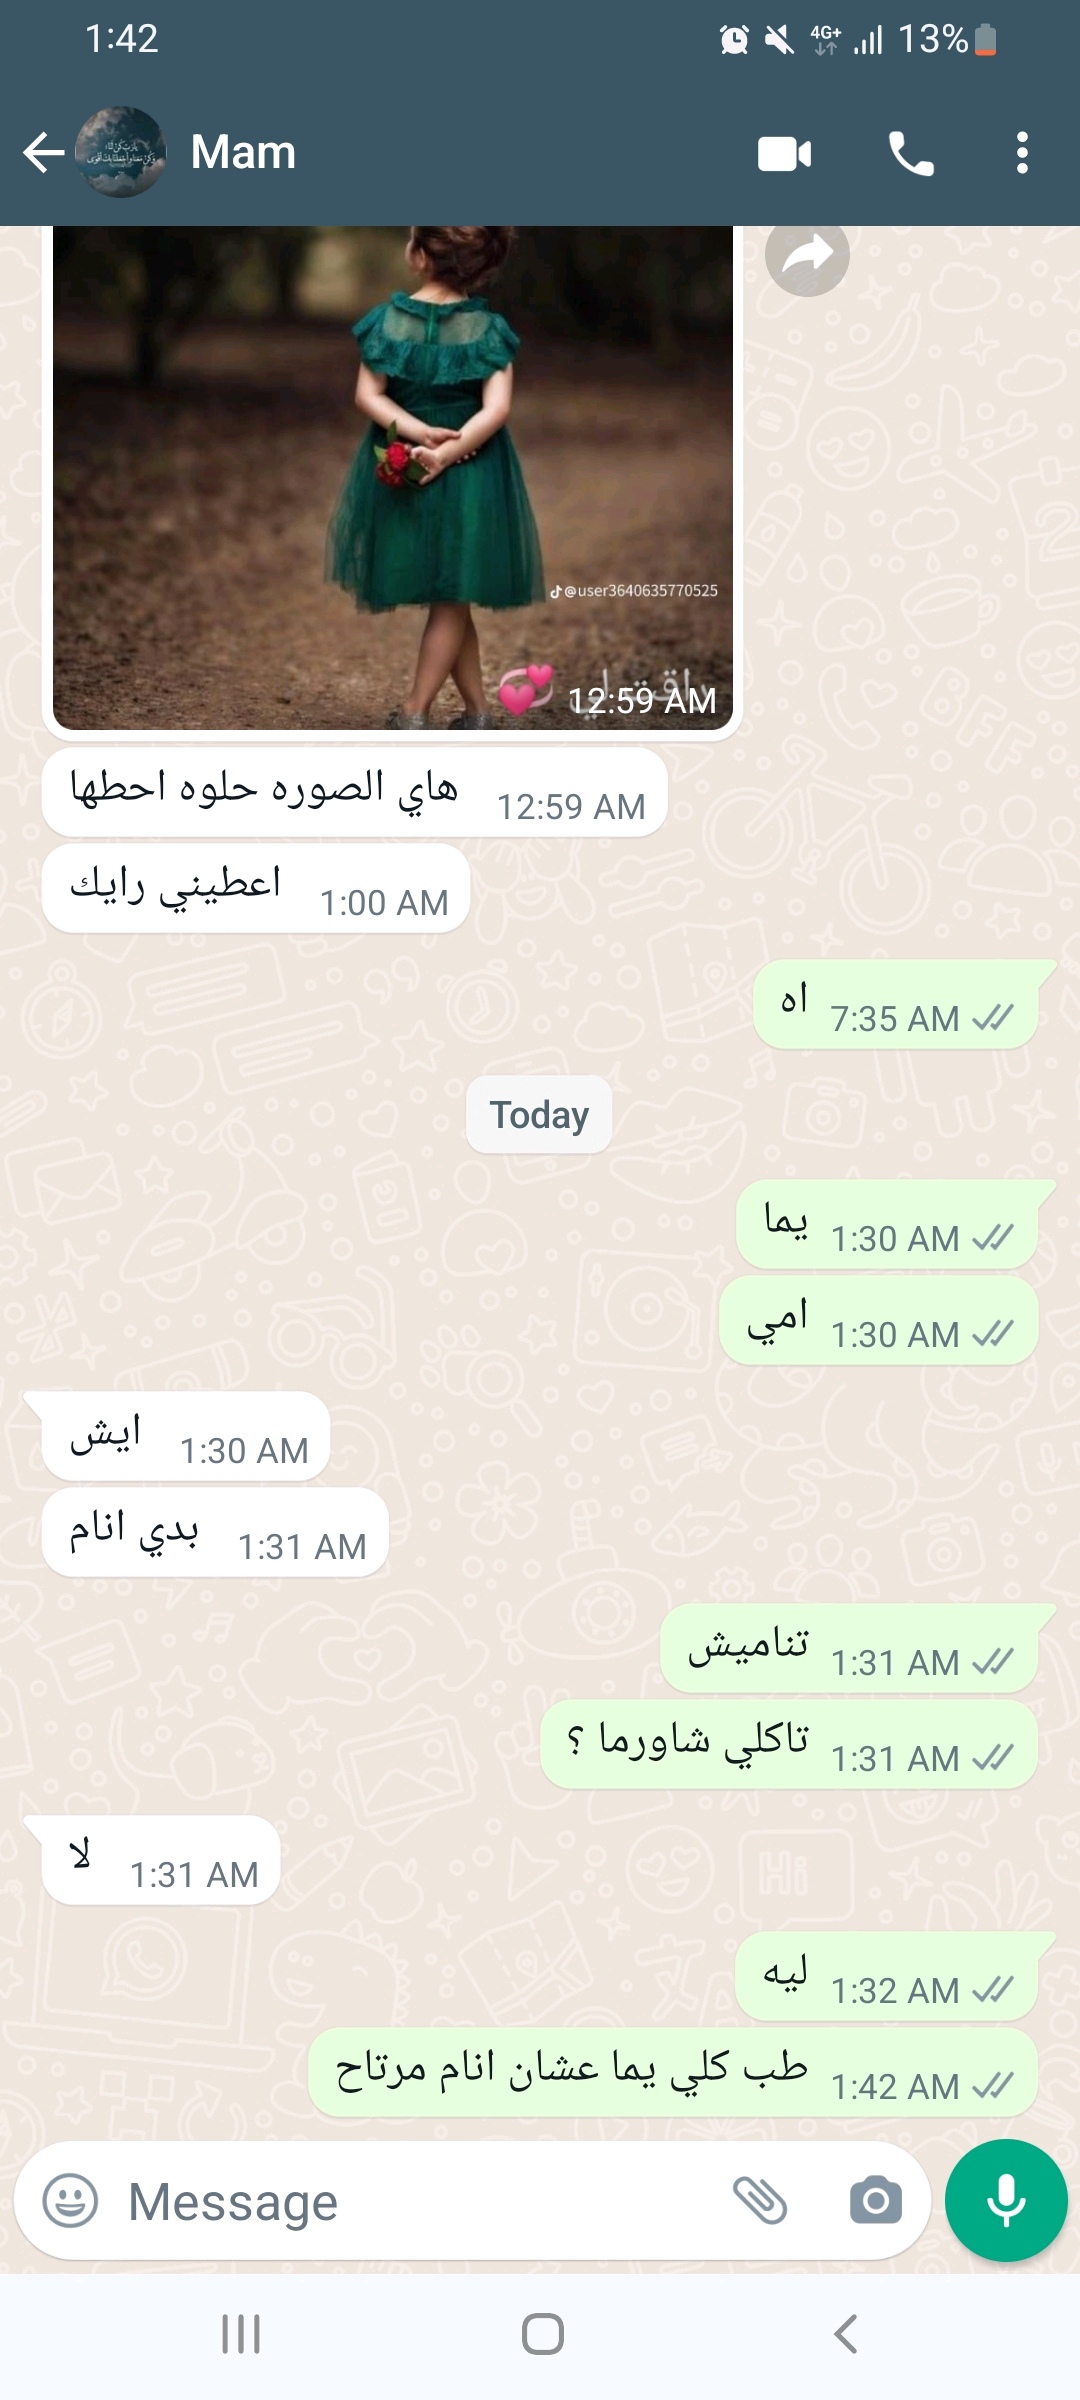 1:42
4G+
13%
Mam
@user3640635770525
12:59 AM
هاي الصوره حلوه احطها
12:59 AM
اعطيني رايك
1:00 AM
اه
7:35 AM
Today
يما
1:30 AM
امي
1:30 AM
ايش
1:30 AM
بدي انام
1:31 AM
تناميش
1:31 AM
تاكلي شاورما ؟
1:31 AM
لا
1:31 AM
ليه
1:32 AM
طب كلي يما عشان انام مرتاح
1:42 AM
Message